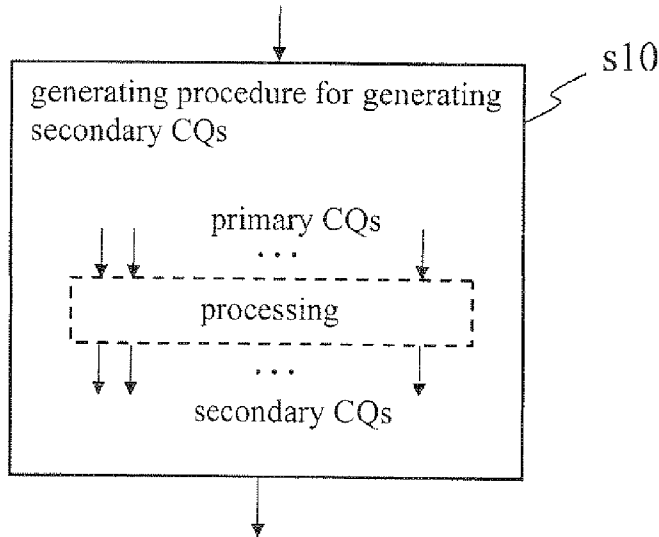 s10
generating procedure for generating
secondary CQs
primary CQs
...
processing
...
secondary CQs